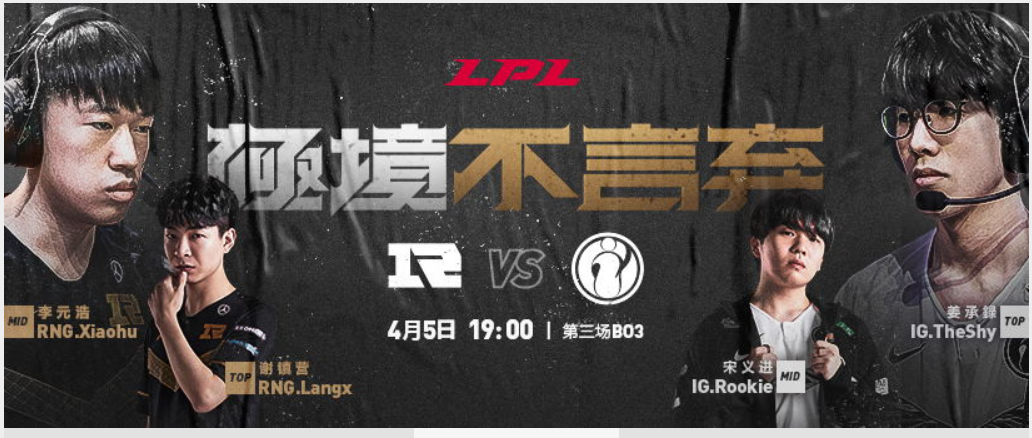 LPL
極境不言弃
R VS
4月5日 19:00 | 第三场BO3
MID
李元浩
RNG.Xiaohu
TOP
谢镇营
RNG.Langx
宋义进
IG.Rookie
MID
姜承録
IG.TheShy
TOP